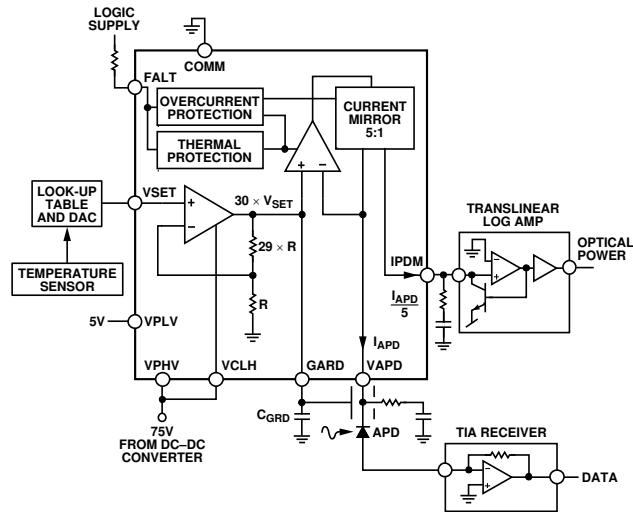 LOGIC
SUPPLY
COMM
FALT
OVERCURRENT
PROTECTION
THERMAL
PROTECTION
CURRENT
MIRROR
5:1
+
–
LOOK-UP
TABLE
AND DAC
VSET
+
–
30 × VSET
29 × R
R
TEMPERATURE
SENSOR
5V
VPLV
TRANSLINEAR
LOG AMP
–
+
OPTICAL
POWER
IPDM
IAPD
5
IAPD
VPHV
VCLH
GARD
VAPD
75V
FROM DC–DC
CONVERTER
CGRD
APD
TIA RECEIVER
–
+
DATA